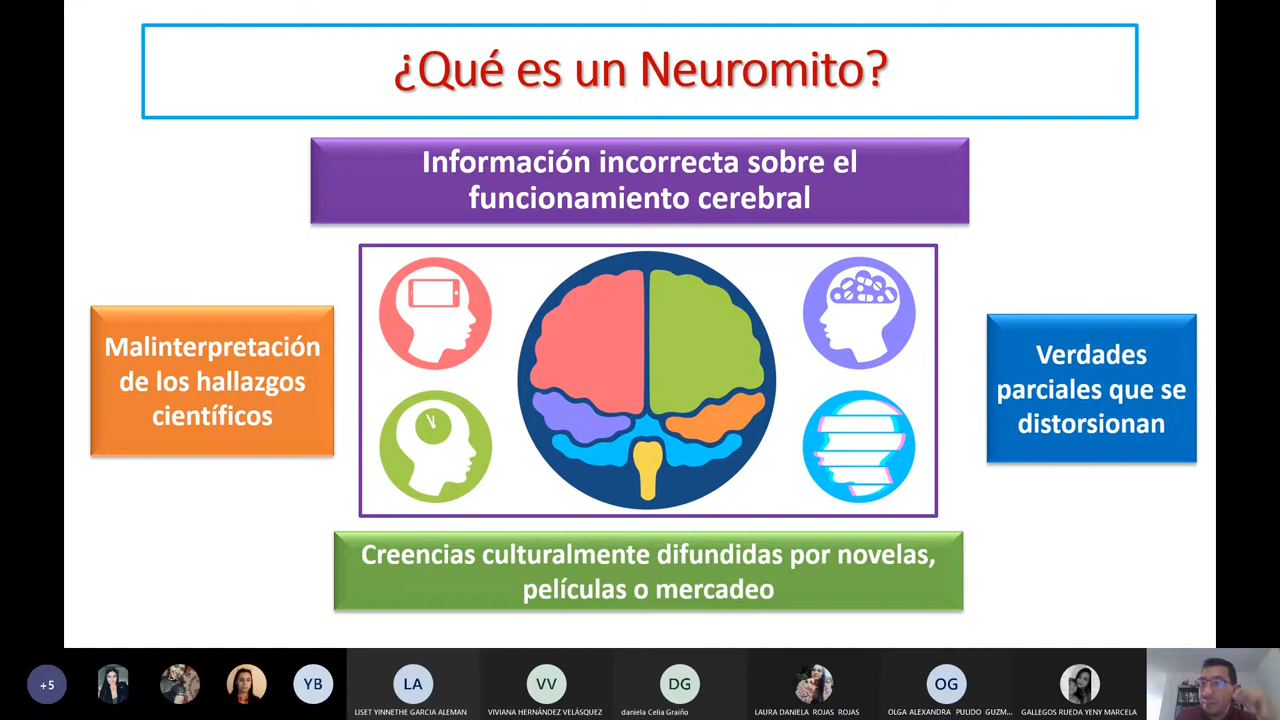 ¿Qué es un Neuromito?
Información incorrecta sobre el
funcionamiento cerebral
Malinterpretación
de los hallazgos
científicos
Verdades
parciales que se
distorsionan
Creencias culturalmente difundidas por novelas,
películas o mercadeo
+5
YB
LA
VV
DG
OG
LISET YINNETHE GARCIA ALEMAN
VIVIANA HERNÁNDEZ VELÁSQUEZ
daniela Celia Graiño
LAURA DANIELA ROJAS ROJAS
OLGA ALEXANDRA PULIDO GUZM...
GALLEGOS RUEDA YENY MARCELA